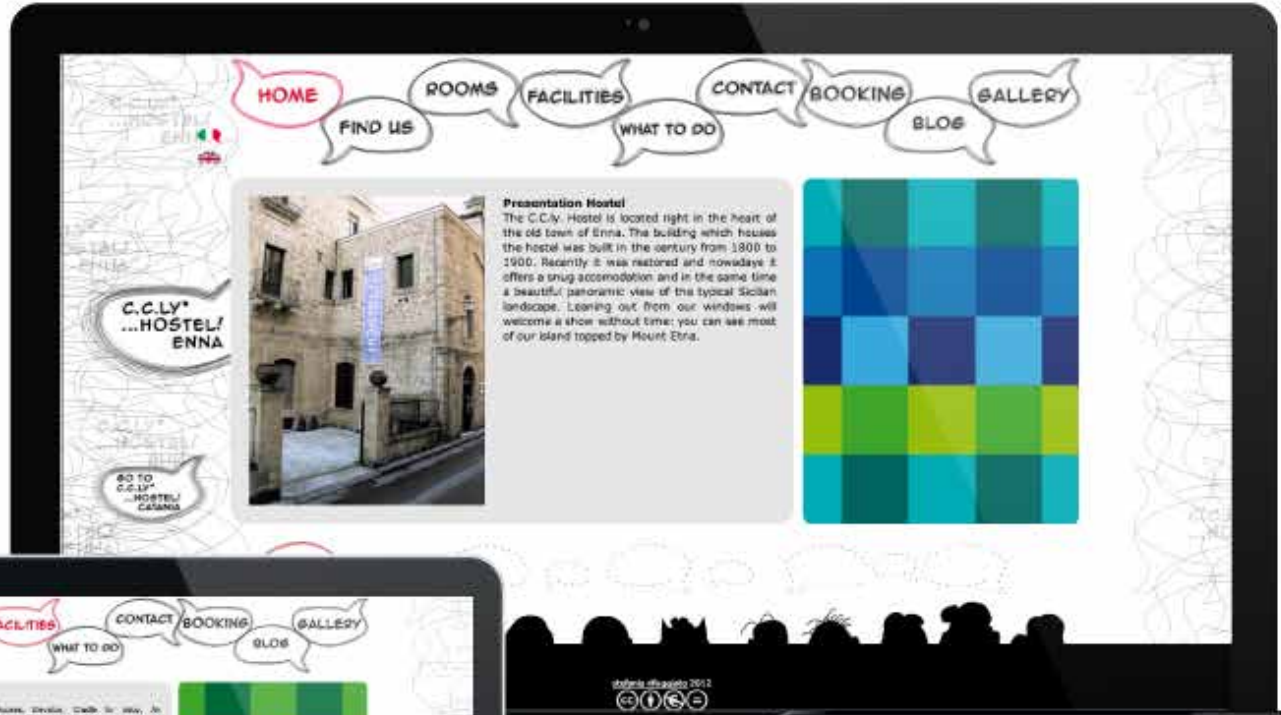 HOME
FIND US
ROOMS
FACILITIES
WHAT TO DO
CONTACT
BOOKING
BLOG
GALLERY
C.C.LY*
...HOSTEL/
ENNA
GO TO
C.C.LY*
...HOSTEL/
CATANIA
Presentation Hostel
The C.C.ly. Hostel is located right in the heart of
the old town of Enna. The building which houses
the hostel was built in the century from 1800 to
1900. Recently it was restored and nowadays it
offers a snug accomodation and in the same time
a beautiful panoramic view of the typical Sicilian
landscape. Leaning out from our windows will
welcome a show without time: you can see most
of our island topped by Mount Etna.
2012
CILITIES
WHAT TO DO
CONTACT
BOOKING
BLOG
GALLERY